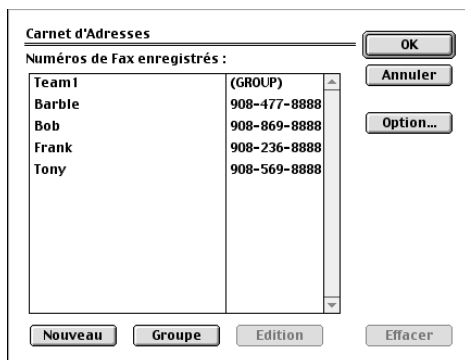 Carnet d'Adresses
OK
Numéros de Fax enregistrés :
Annuler
Team1 (GROUP)
Barble 908-477-8888
Bob 908-869-8888
Option...
Frank 908-236-8888
Tony 908-569-8888
Nouveau Groupe Edition Effacer